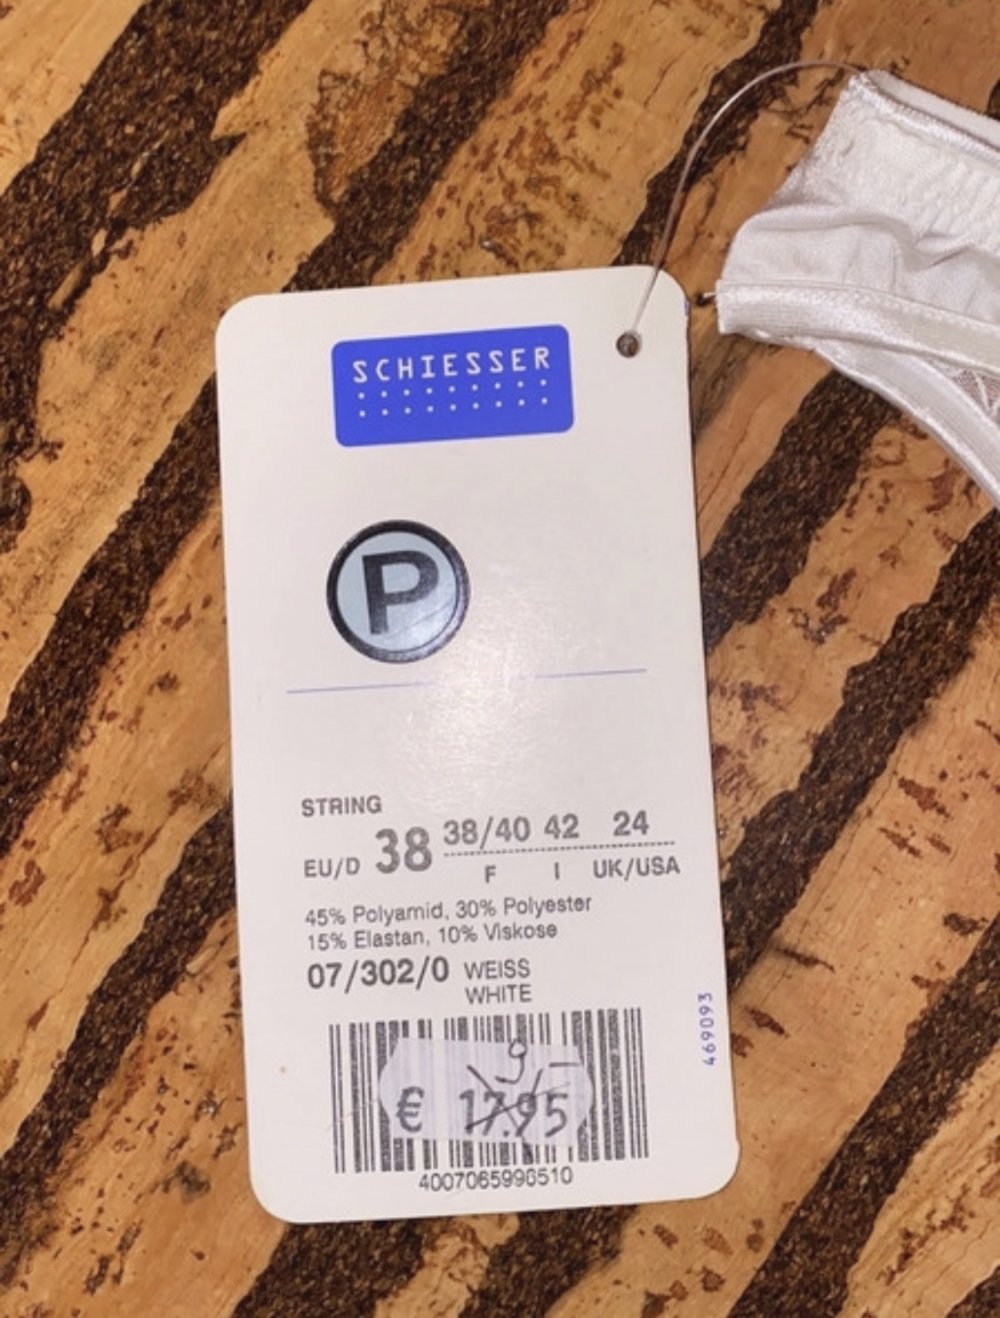 SCHIESSER
P
STRING
EU/D 38 38/40 42 24
F I UK/USA
45% Polyamid, 30% Polyester
15% Elastan, 10% Viskose
07/302/0 WEISS
WHITE
9,–
€ 17.95
4007065996510
469093